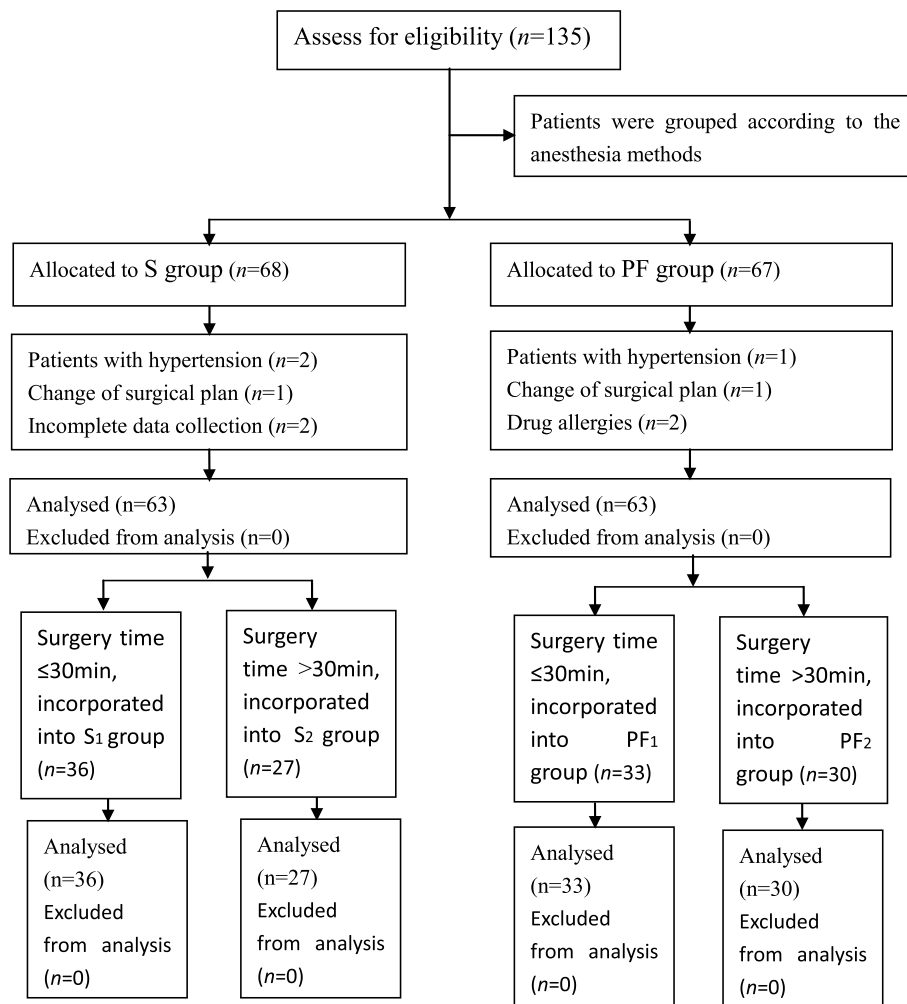 Assess for eligibility (n=135)
Patients were grouped according to the
anesthesia methods
Allocated to S group (n=68)
Allocated to PF group (n=67)
Patients with hypertension (n=2)
Change of surgical plan (n=1)
Incomplete data collection (n=2)
Patients with hypertension (n=1)
Change of surgical plan (n=1)
Drug allergies (n=2)
Analysed (n=63)
Excluded from analysis (n=0)
Analysed (n=63)
Excluded from analysis (n=0)
Surgery time
≤30min,
incorporated
into S1 group
(n=36)
Surgery
time >30min,
incorporated
into S2 group
(n=27)
Surgery time
≤30min,
incorporated
into PF1
group (n=33)
Surgery
time >30min,
incorporated
into PF2
group (n=30)
Analysed
(n=36)
Excluded
from analysis
(n=0)
Analysed
(n=27)
Excluded
from analysis
(n=0)
Analysed
(n=33)
Excluded
from analysis
(n=0)
Analysed
(n=30)
Excluded
from analysis
(n=0)